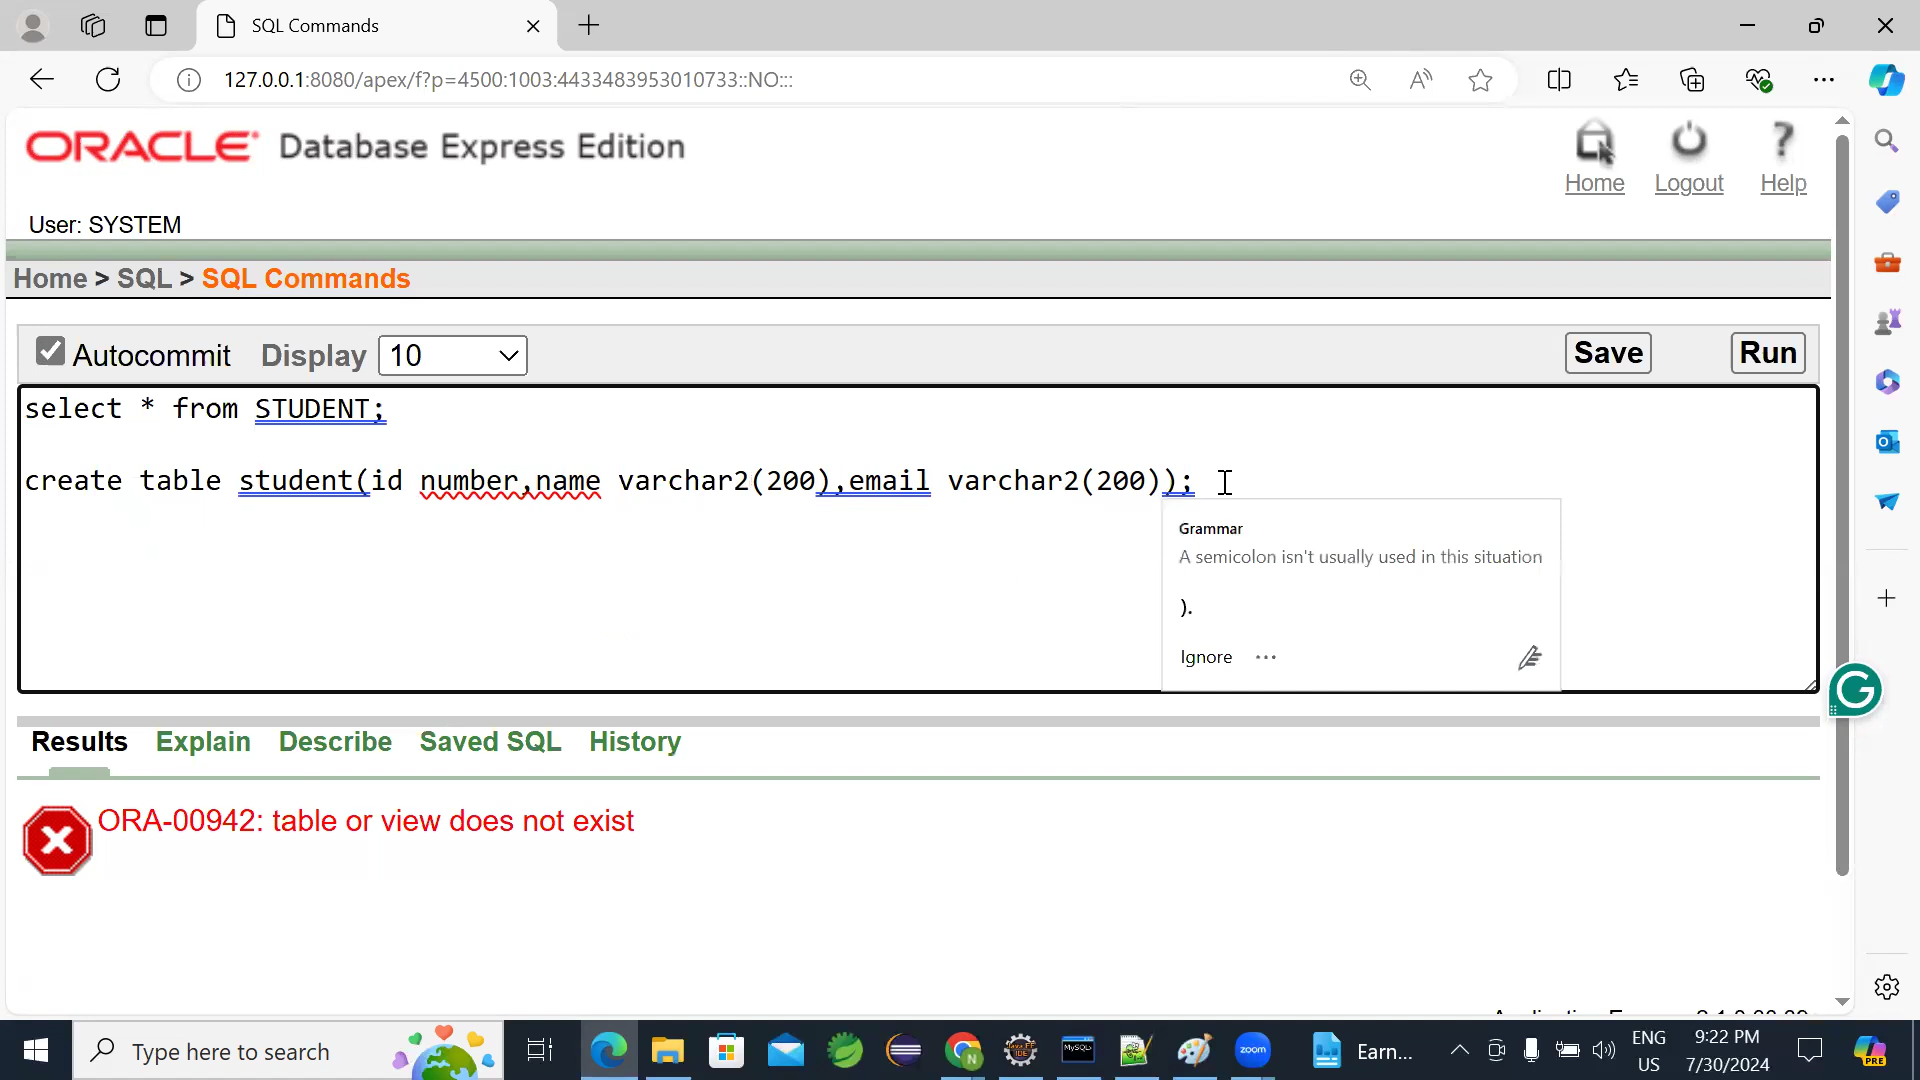 SQL Commands
127.0.0.1:8080/apex/f?p=4500:1003:4433483953010733::NO:::
ORACLE Database Express Edition
Home Logout Help
User: SYSTEM
Home > SQL > SQL Commands
Autocommit Display 10 Save Run
select * from STUDENT;
create table student(id number,name varchar2(200),email varchar2(200));
Grammar
A semicolon isn't usually used in this situation
).
Ignore
Results Explain Describe Saved SQL History
ORA-00942: table or view does not exist
Type here to search
MySQL
zoom
Earn...
ENG
US
9:22 PM
7/30/2024
PRE